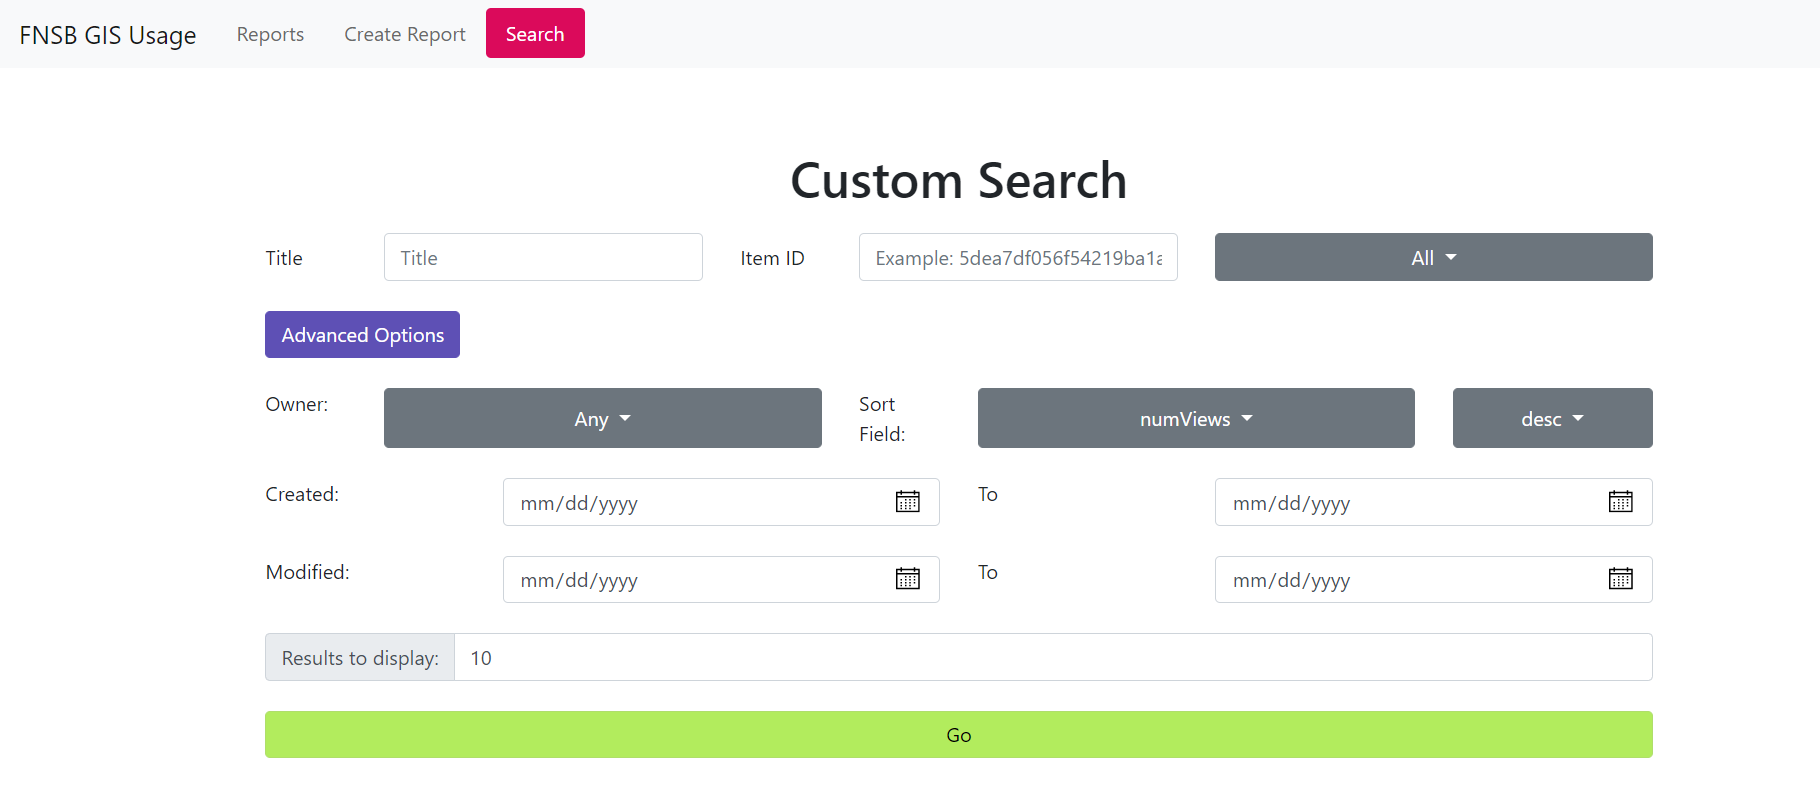 FNSB GIS Usage Reports Create Report Search
Custom Search
Title Title Item ID Example: 5dea7df056f54219ba1a All
Advanced Options
Owner: Any Sort Field: numViews desc
Created: mm/dd/yyyy To mm/dd/yyyy
Modified: mm/dd/yyyy To mm/dd/yyyy
Results to display: 10
Go